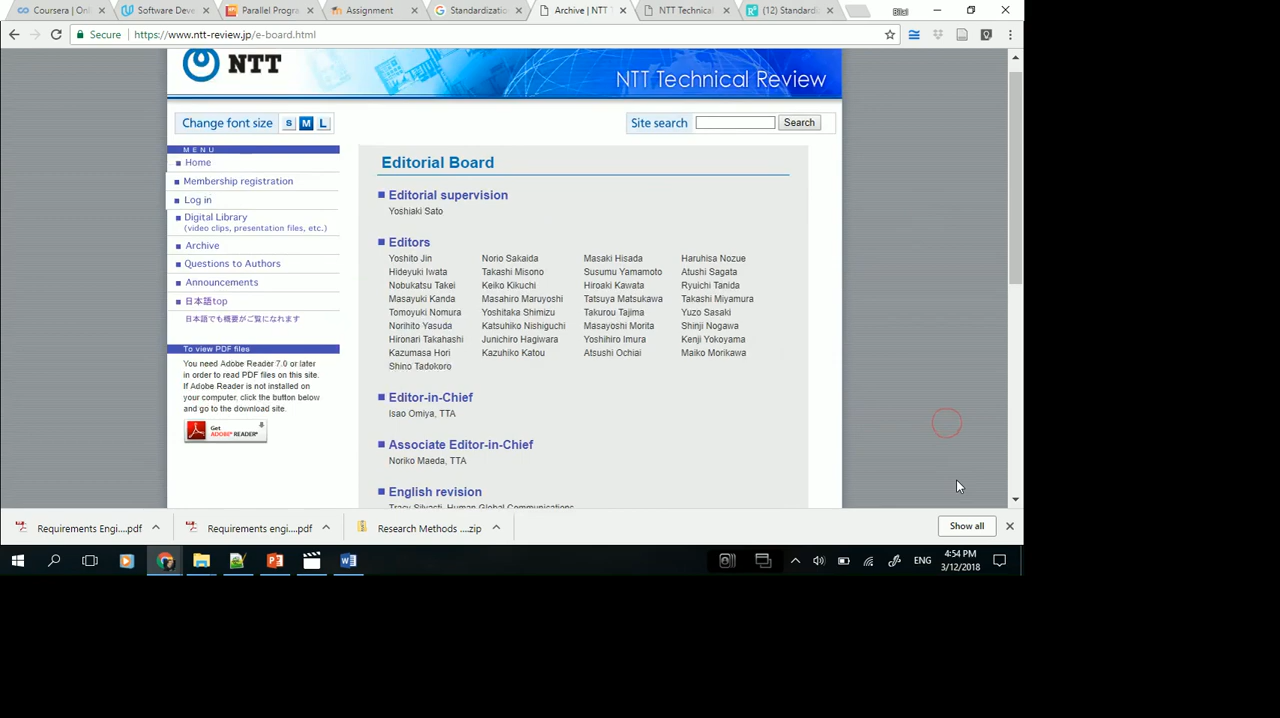 Coursera | Onl
Software Deve
Parallel Progra
Assignment
Standardizatio
Archive | NTT T
NTT Technical
(12) Standardi
Bilal
Secure
https://www.ntt-review.jp/e-board.html
NTT
NTT Technical Review
Change font size S M L
Site search Search
MENU
Home
Membership registration
Log in
Digital Library
(video clips, presentation files, etc.)
Archive
Questions to Authors
Announcements
日本語top
日本語でも概要がご覧になれます
To view PDF files
You need Adobe Reader 7.0 or later
in order to read PDF files on this site.
If Adobe Reader is not installed on
your computer, click the button below
and go to the download site.
Get
ADOBE® READER®
Editorial Board
Editorial supervision
Yoshiaki Sato
Editors
Yoshito Jin Norio Sakaida Masaki Hisada Haruhisa Nozue
Hideyuki Iwata Takashi Misono Susumu Yamamoto Atushi Sagata
Nobukatsu Takei Keiko Kikuchi Hiroaki Kawata Ryuichi Tanida
Masayuki Kanda Masahiro Maruyoshi Tatsuya Matsukawa Takashi Miyamura
Tomoyuki Nomura Yoshitaka Shimizu Takurou Tajima Yuzo Sasaki
Norihito Yasuda Katsuhiko Nishiguchi Masayoshi Morita Shinji Nogawa
Hironari Takahashi Junichiro Hagiwara Yoshihiro Imura Kenji Yokoyama
Kazumasa Hori Kazuhiko Katou Atsushi Ochiai Maiko Morikawa
Shino Tadokoro
Editor-in-Chief
Isao Omiya, TTA
Associate Editor-in-Chief
Noriko Maeda, TTA
English revision
Tracy Silvasti, Human Global Communications
Requirements Engi....pdf
Requirements engi....pdf
Research Methods ....zip
Show all
ENG
4:54 PM
3/12/2018